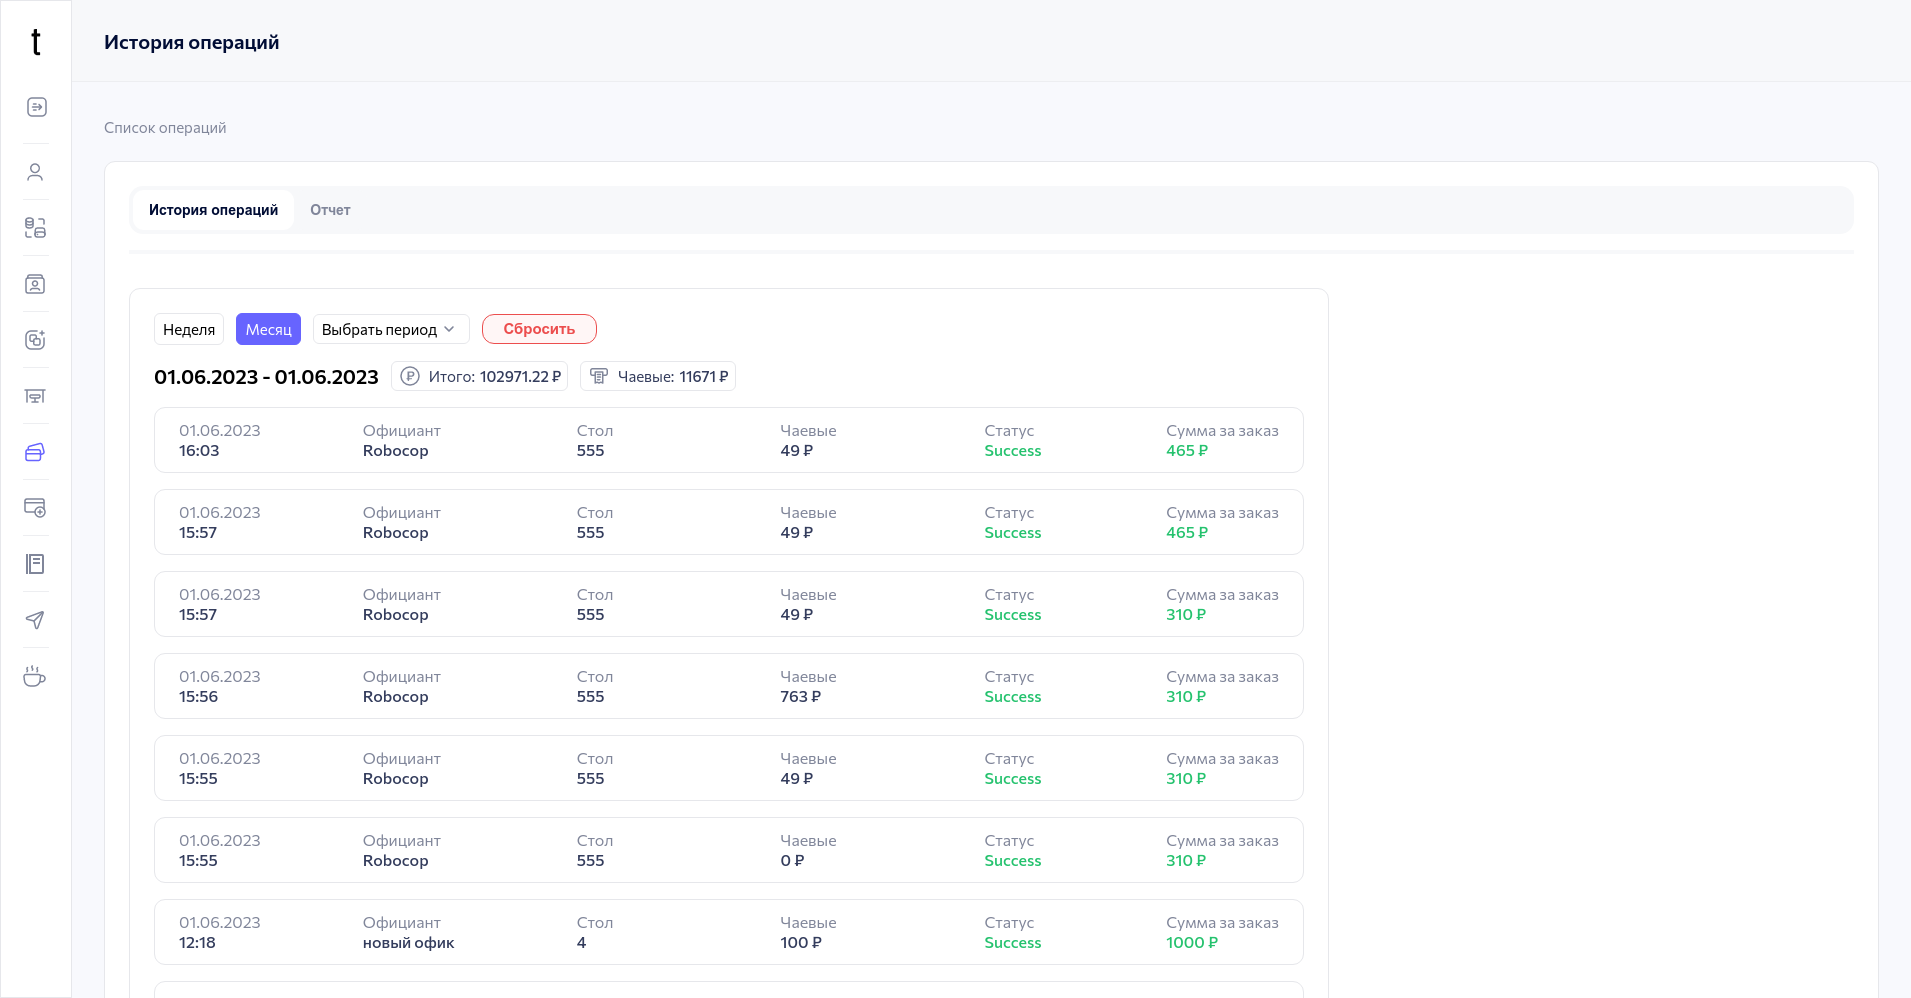 t
История операций
Список операций
История операций Отчет
Неделя Месяц Выбрать период Сбросить
01.06.2023 - 01.06.2023 Итого: 102971.22 ₽ Чаевые: 11671 ₽
01.06.2023 Официант Стол Чаевые Статус Сумма за заказ
16:03 Robocop 555 49 ₽ Success 465 ₽
01.06.2023 Официант Стол Чаевые Статус Сумма за заказ
15:57 Robocop 555 49 ₽ Success 465 ₽
01.06.2023 Официант Стол Чаевые Статус Сумма за заказ
15:57 Robocop 555 49 ₽ Success 310 ₽
01.06.2023 Официант Стол Чаевые Статус Сумма за заказ
15:56 Robocop 555 763 ₽ Success 310 ₽
01.06.2023 Официант Стол Чаевые Статус Сумма за заказ
15:55 Robocop 555 49 ₽ Success 310 ₽
01.06.2023 Официант Стол Чаевые Статус Сумма за заказ
15:55 Robocop 555 0 ₽ Success 310 ₽
01.06.2023 Официант Стол Чаевые Статус Сумма за заказ
12:18 новый офик 4 100 ₽ Success 1000 ₽